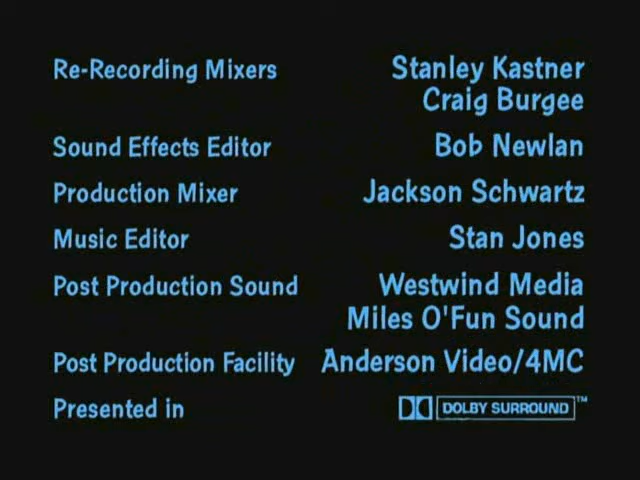 Re-Recording Mixers Stanley Kastner
Craig Burgee
Sound Effects Editor Bob Newlan
Production Mixer Jackson Schwartz
Music Editor Stan Jones
Post Production Sound Westwind Media
Miles O'Fun Sound
Post Production Facility Anderson Video/4MC
Presented in DOLBY SURROUND™